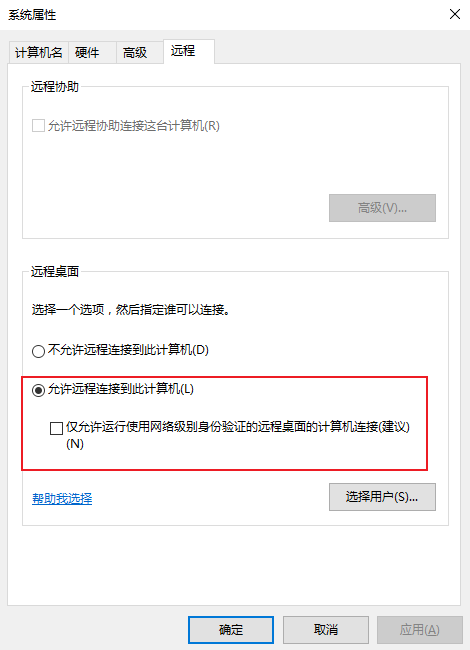 系统属性
计算机名 硬件 高级 远程
远程协助
允许远程协助连接这台计算机(R)
高级(V)...
远程桌面
选择一个选项，然后指定谁可以连接。
不允许远程连接到此计算机(D)
允许远程连接到此计算机(L)
仅允许运行使用网络级别身份验证的远程桌面的计算机连接(建议)
(N)
帮助我选择 选择用户(S)...
确定 取消 应用(A)